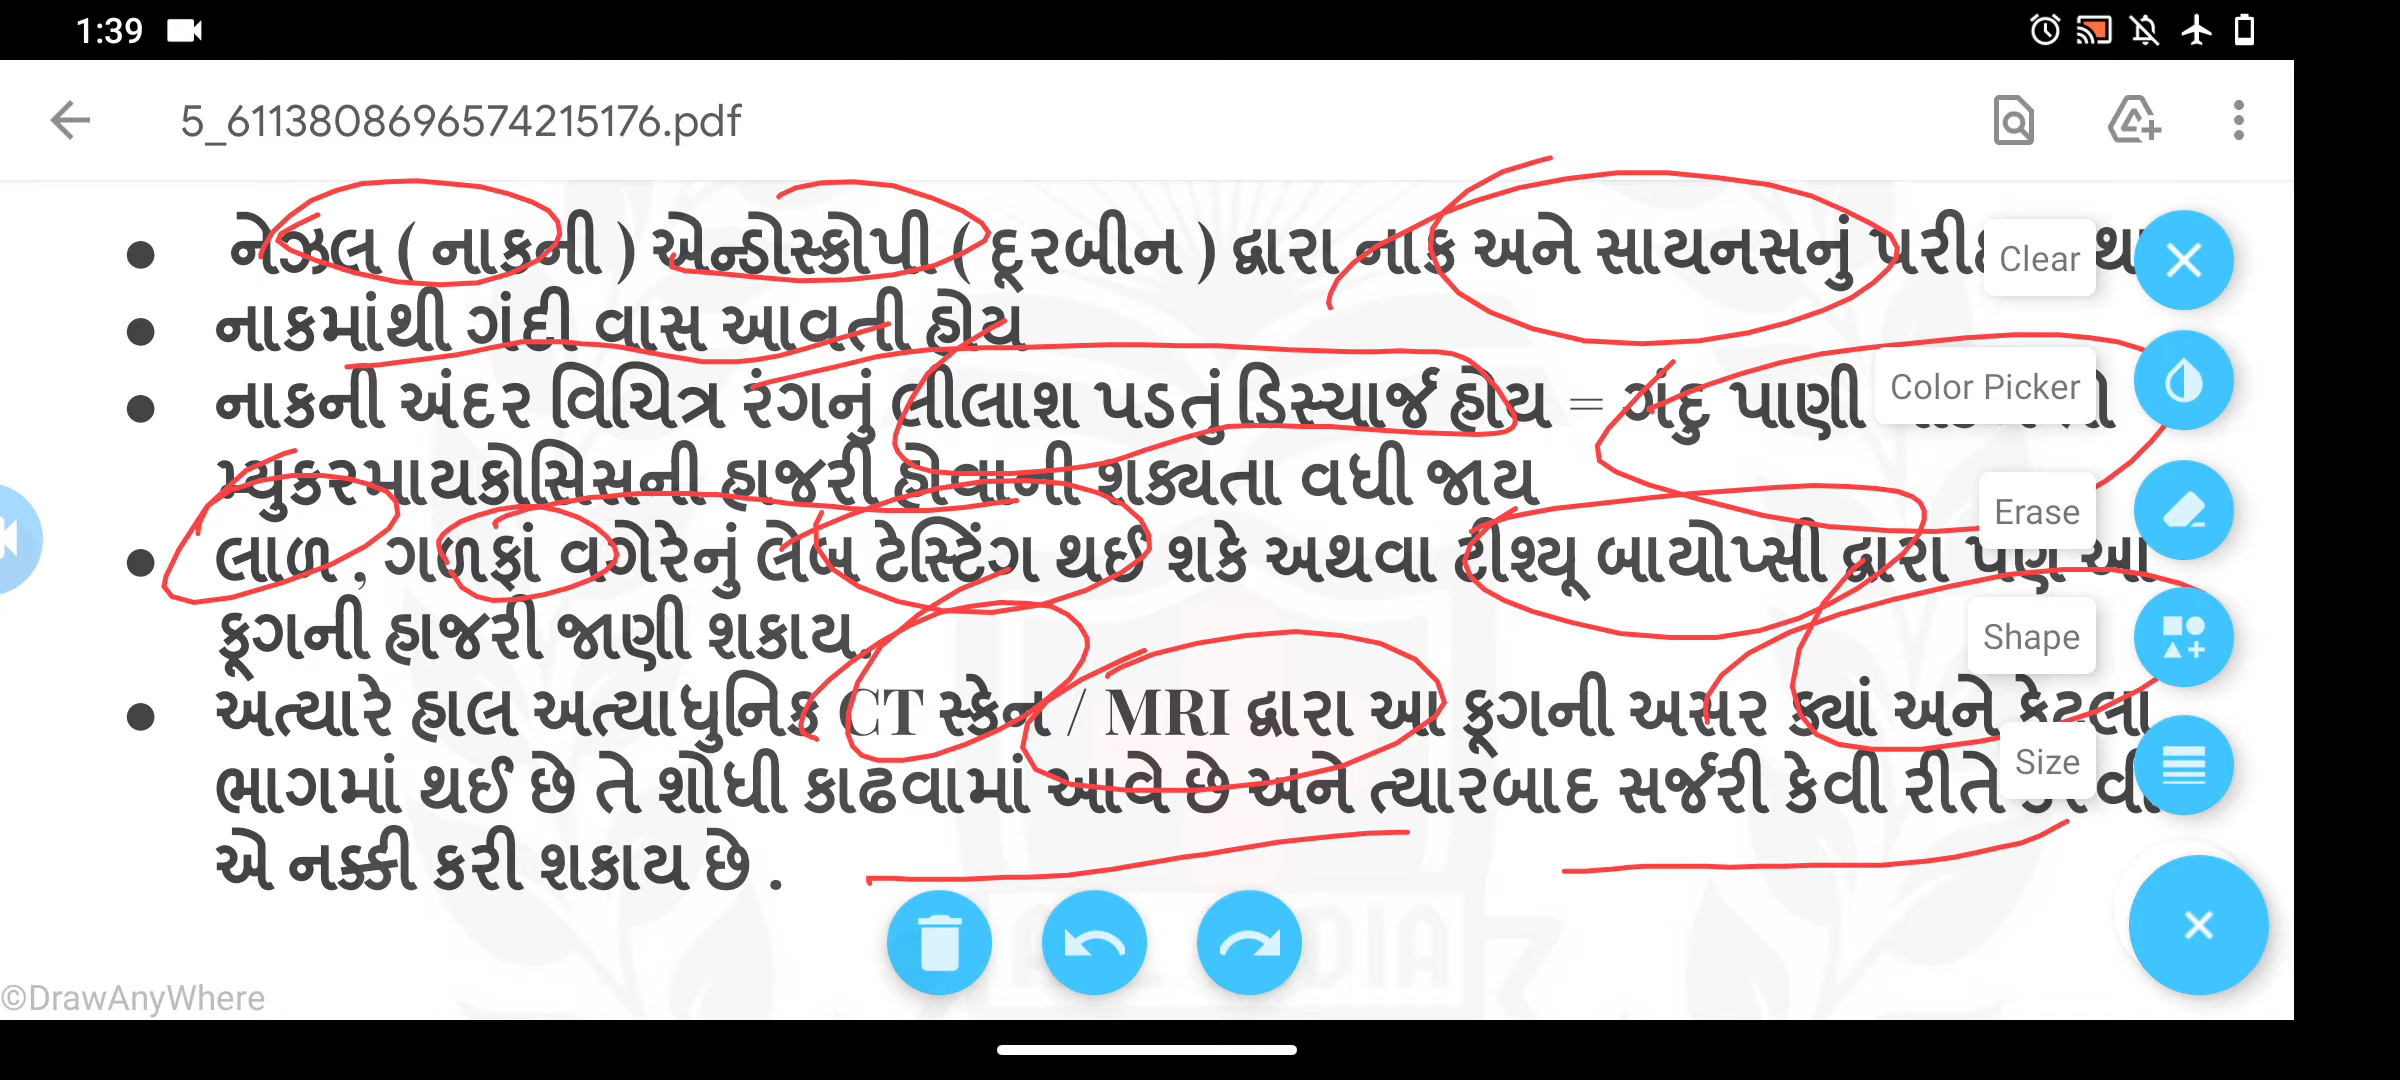 1:39
5_6113808696574215176.pdf
● નેઝલ ( નાકની ) એન્ડોસ્કોપી ( દૂરબીન ) દ્વારા નાક અને સાયનસનું
Clear
● નાકમાંથી ગંદી વાસ આવતી હોય
● નાકની અંદર વિચિત્ર રંગનું લીલાશ પડતું ડિસ્ચાર્જ હોય = ગંદુ પાણી
Color Picker
મ્યુકરમાયકોસિસની હાજરી હોવાની શક્યતા વધી જાય
Erase
● લાળ , ગળફાં વગેરેનું લેબ ટેસ્ટિંગ થઈ શકે અથવા ટીશ્યૂ બાયોપ્સી દ્વારા પણ આ
ફૂગની હાજરી જાણી શકાય.
Shape
● અત્યારે હાલ અત્યાધુનિક CT સ્કેન / MRI દ્વારા આ ફૂગની અસર ક્યાં અને કેટલા
Size
ભાગમાં થઈ છે તે શોધી કાઢવામાં આવે છે અને ત્યારબાદ સર્જરી કેવી રીતે
એ નક્કી કરી શકાય છે .
©DrawAnyWhere